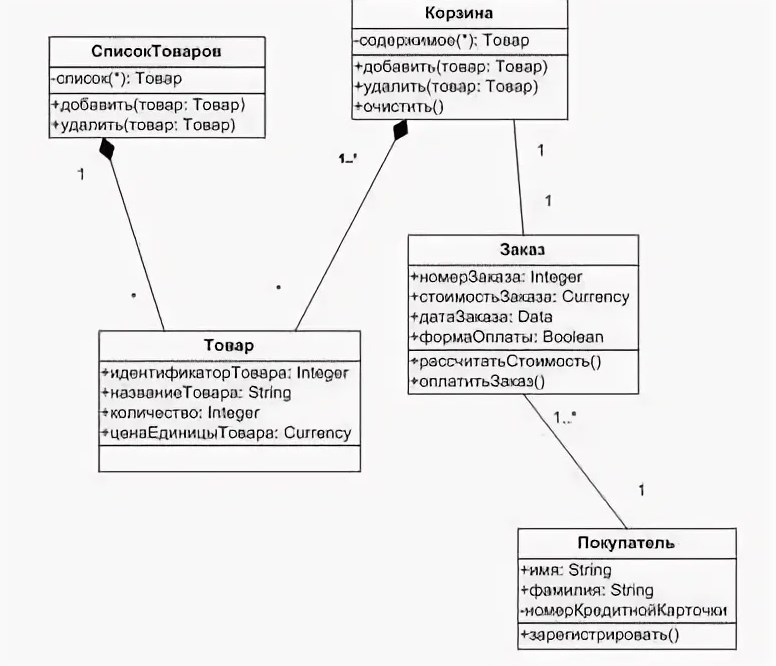 Корзина
-содержимое(*): Товар
+добавить(товар: Товар)
+удалить(товар: Товар)
+очистить()
СписокТоваров
-список(*): Товар
+добавить(товар: Товар)
+удалить(товар: Товар)
1
1..*
1
1
*
*
Заказ
+номерЗаказа: Integer
+стоимостьЗаказа: Currency
+датаЗаказа: Data
+формаОплаты: Boolean
+рассчитатьСтоимость()
+оплатитьЗаказ()
Товар
+идентификаторТовара: Integer
+названиеТовара: String
+количество: Integer
+ценаЕдиницыТовара: Currency
1..*
1
Покупатель
+имя: String
+фамилия: String
-номерКредитнойКарточки
+зарегистрировать()